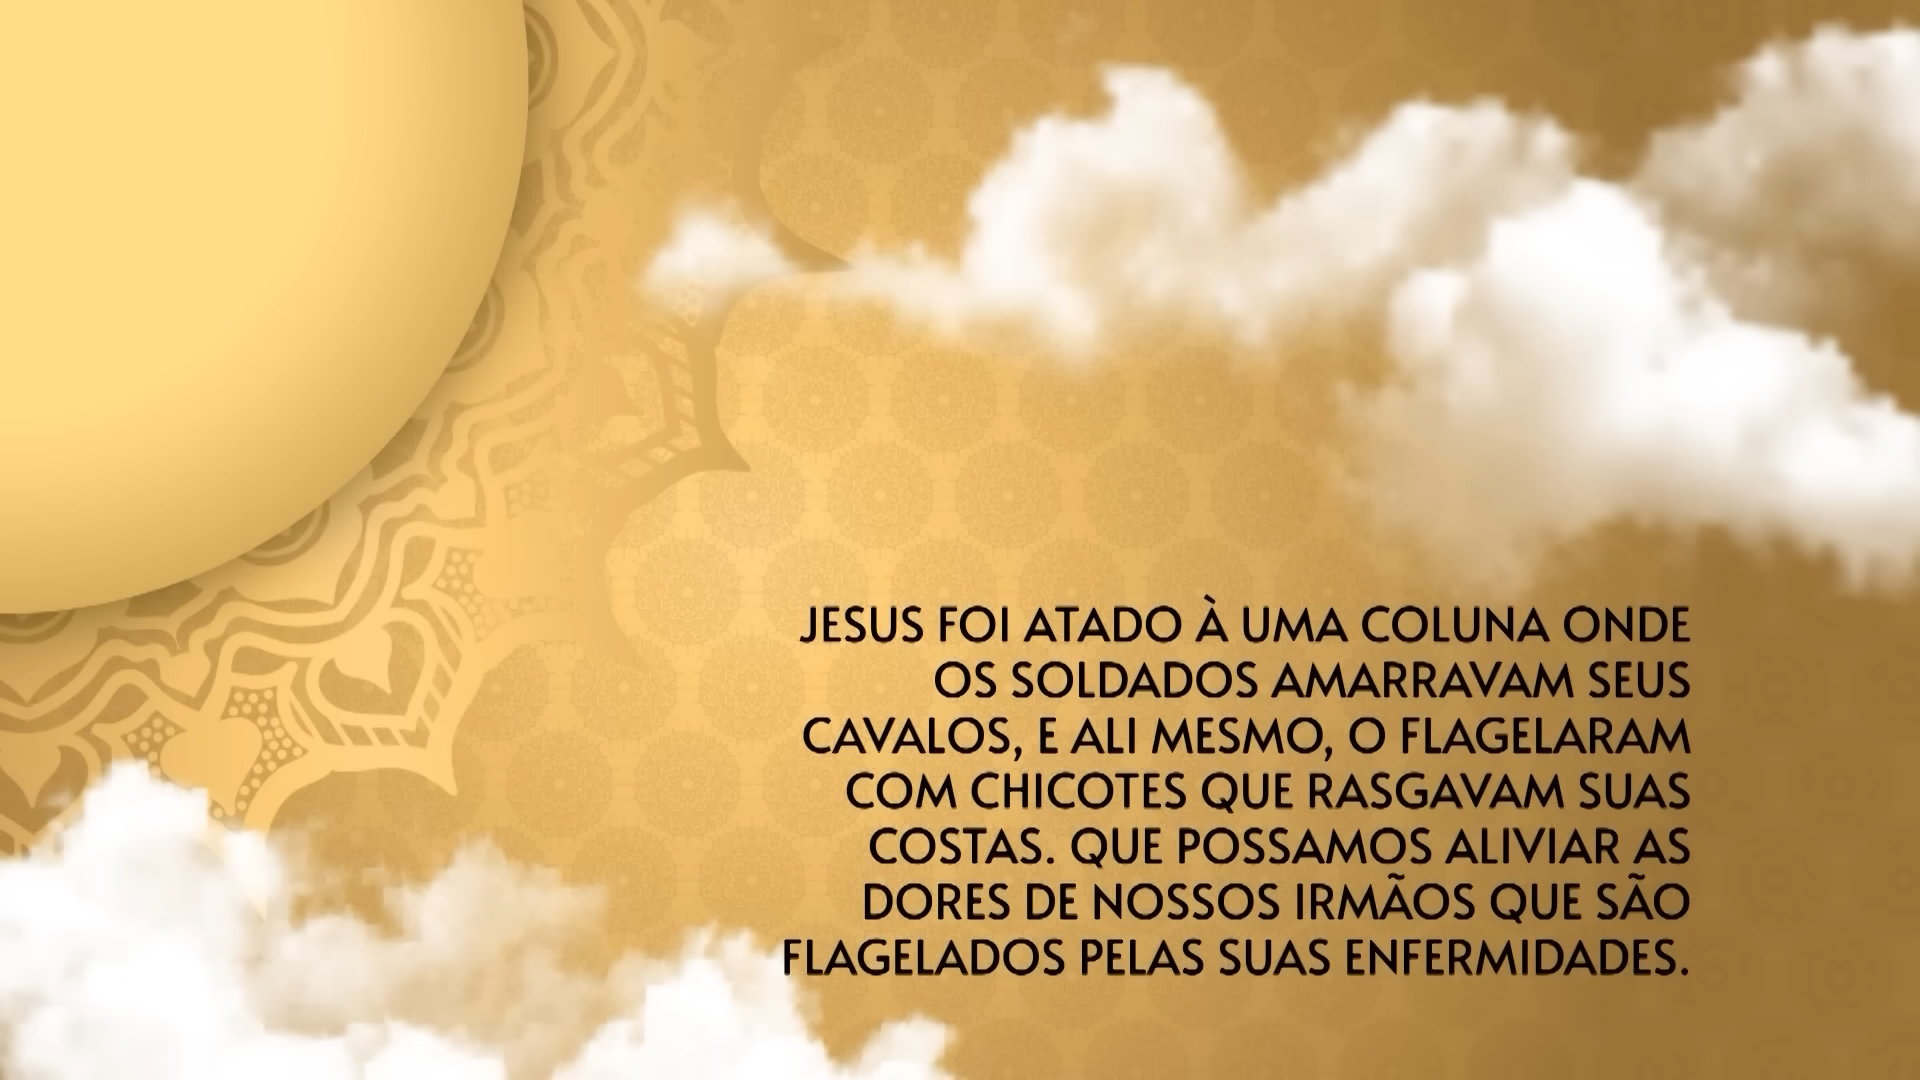 JESUS FOI ATADO À UMA COLUNA ONDE
OS SOLDADOS AMARRAVAM SEUS
CAVALOS, E ALI MESMO, O FLAGELARAM
COM CHICOTES QUE RASGAVAM SUAS
COSTAS. QUE POSSAMOS ALIVIAR AS
DORES DE NOSSOS IRMÃOS QUE SÃO
FLAGELADOS PELAS SUAS ENFERMIDADES.